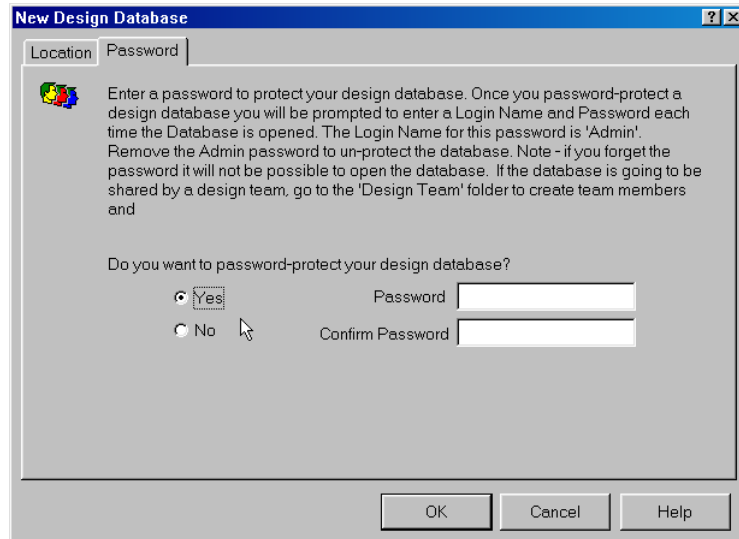 New Design Database
Location Password
Enter a password to protect your design database. Once you password-protect a
design database you will be prompted to enter a Login Name and Password each
time the Database is opened. The Login Name for this password is 'Admin'.
Remove the Admin password to un-protect the database. Note - if you forget the
password it will not be possible to open the database. If the database is going to be
shared by a design team, go to the 'Design Team' folder to create team members
and
Do you want to password-protect your design database?
Yes Password
No Confirm Password
OK Cancel Help